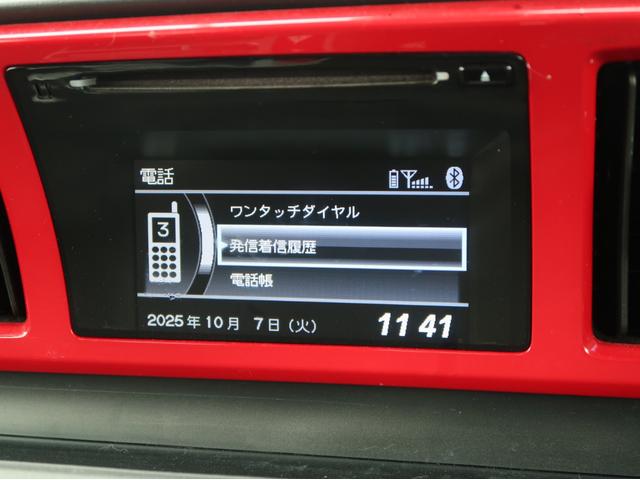 電話
ワンタッチダイヤル
3
発信着信履歴
電話帳
2025年10月 7日（火） 11 41